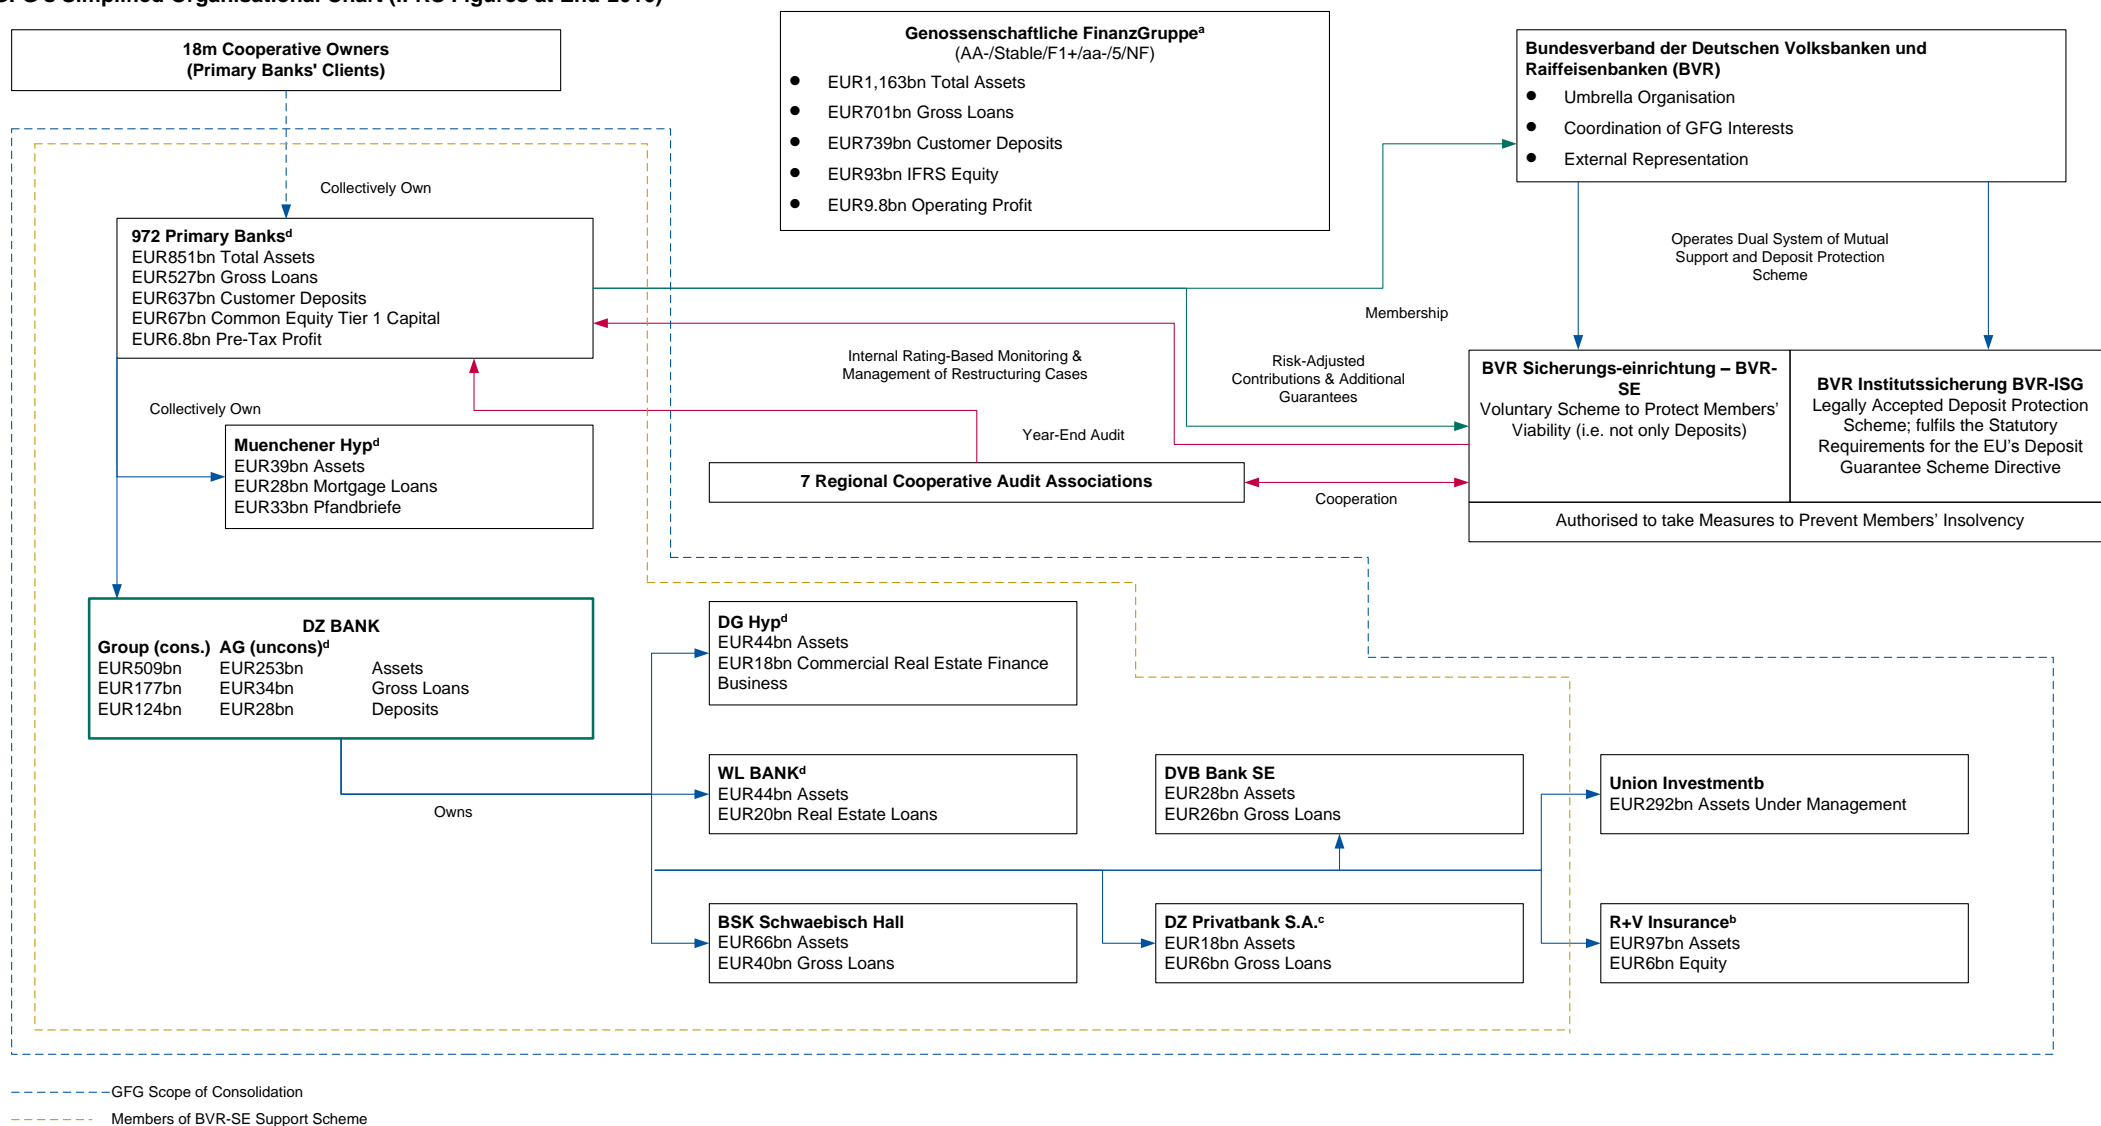 GFG's Simplified Organisational Chart (IFRS Figures at End-2016)
18m Cooperative Owners
(Primary Banks' Clients)
Genossenschaftliche FinanzGruppeᵃ
(AA-/Stable/F1+/aa-/5/NF)
● EUR1,163bn Total Assets
● EUR701bn Gross Loans
● EUR739bn Customer Deposits
● EUR93bn IFRS Equity
● EUR9.8bn Operating Profit
Bundesverband der Deutschen Volksbanken und
Raiffeisenbanken (BVR)
● Umbrella Organisation
● Coordination of GFG Interests
● External Representation
Collectively Own
972 Primary Banksᵈ
EUR851bn Total Assets
EUR527bn Gross Loans
EUR637bn Customer Deposits
EUR67bn Common Equity Tier 1 Capital
EUR6.8bn Pre-Tax Profit
Operates Dual System of Mutual
Support and Deposit Protection
Scheme
Membership
Internal Rating-Based Monitoring &
Management of Restructuring Cases
Risk-Adjusted
Contributions & Additional
Guarantees
BVR Sicherungs-einrichtung – BVR-
SE
Voluntary Scheme to Protect Members'
Viability (i.e. not only Deposits)
BVR Institutssicherung BVR-ISG
Legally Accepted Deposit Protection
Scheme; fulfils the Statutory
Requirements for the EU's Deposit
Guarantee Scheme Directive
Authorised to take Measures to Prevent Members' Insolvency
Collectively Own
Muenchener Hypᵈ
EUR39bn Assets
EUR28bn Mortgage Loans
EUR33bn Pfandbriefe
Year-End Audit
7 Regional Cooperative Audit Associations
Cooperation
DZ BANK
Group (cons.) AG (uncons)ᵈ
EUR509bn EUR253bn Assets
EUR177bn EUR34bn Gross Loans
EUR124bn EUR28bn Deposits
Owns
DG Hypᵈ
EUR44bn Assets
EUR18bn Commercial Real Estate Finance
Business
WL BANKᵈ
EUR44bn Assets
EUR20bn Real Estate Loans
DVB Bank SE
EUR28bn Assets
EUR26bn Gross Loans
Union Investmentb
EUR292bn Assets Under Management
BSK Schwaebisch Hall
EUR66bn Assets
EUR40bn Gross Loans
DZ Privatbank S.A.ᶜ
EUR18bn Assets
EUR6bn Gross Loans
R+V Insuranceᵇ
EUR97bn Assets
EUR6bn Equity
GFG Scope of Consolidation
Members of BVR-SE Support Scheme